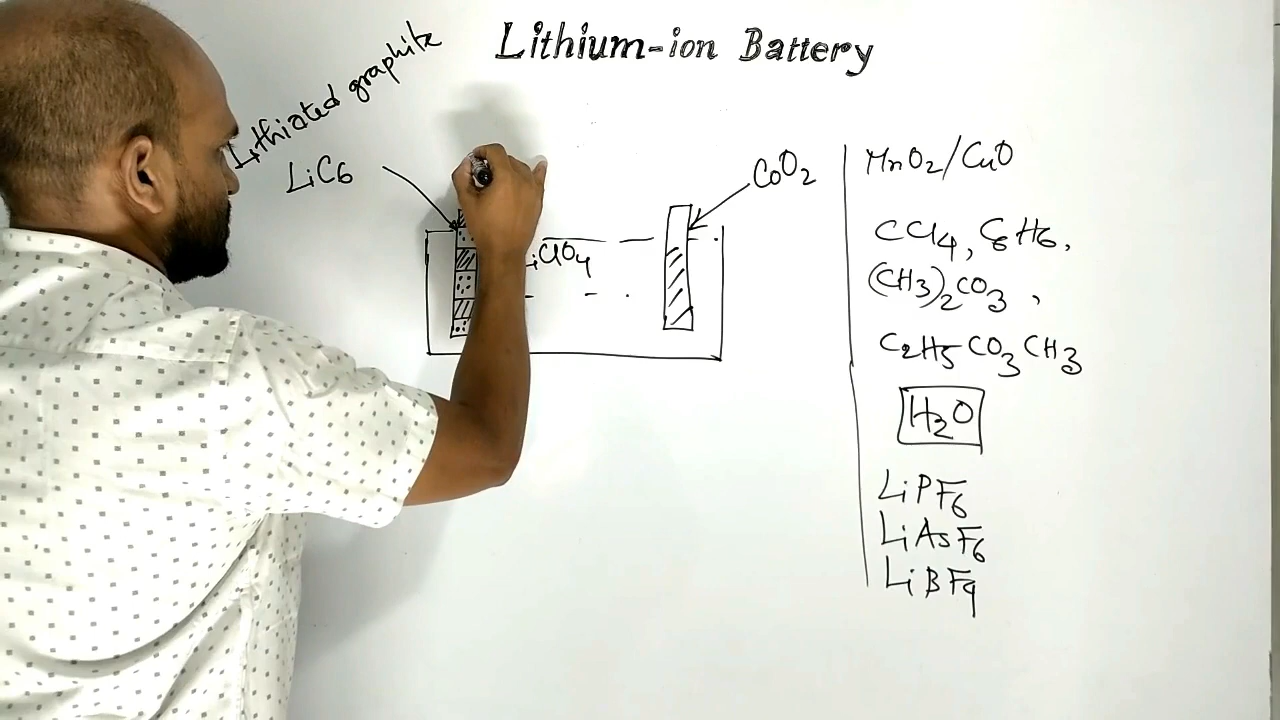 Lithium-ion Battery
Lithiated graphite
LiC6
CoO2
LiClO4
MnO2/CuO
CCl4, C6H6,
(CH3)2CO3,
C2H5CO3CH3
H2O
LiPF6
LiAsF6
LiBF4